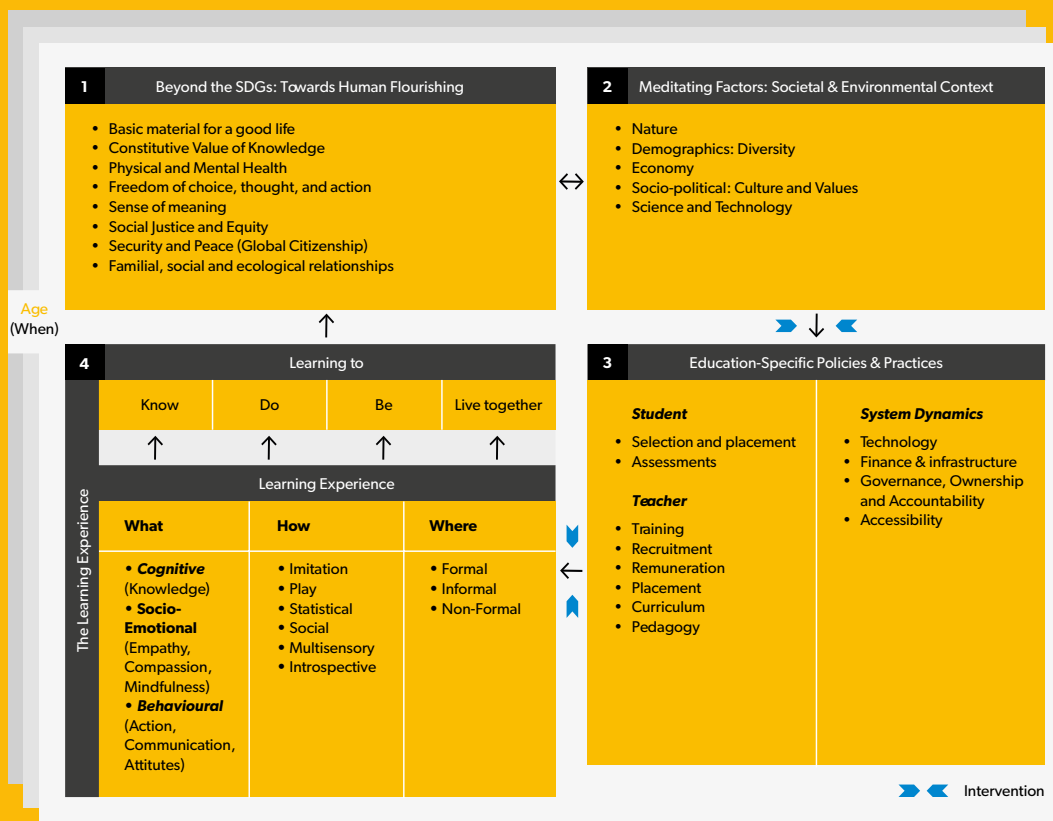 1
Beyond the SDGs: Towards Human Flourishing
• Basic material for a good life
• Constitutive Value of Knowledge
• Physical and Mental Health
• Freedom of choice, thought, and action
• Sense of meaning
• Social Justice and Equity
• Security and Peace (Global Citizenship)
• Familial, social and ecological relationships
2
Meditating Factors: Societal & Environmental Context
• Nature
• Demographics: Diversity
• Economy
• Socio-political: Culture and Values
• Science and Technology
Age
(When)
4
Learning to
Know
Do
Be
Live together
The Learning Experience
Learning Experience
What
How
Where
• Cognitive
(Knowledge)
• Socio-
Emotional
(Empathy,
Compassion,
Mindfulness)
• Behavioural
(Action,
Communication,
Attitutes)
• Imitation
• Play
• Statistical
• Social
• Multisensory
• Introspective
• Formal
• Informal
• Non-Formal
3
Education-Specific Policies & Practices
Student
• Selection and placement
• Assessments
Teacher
• Training
• Recruitment
• Remuneration
• Placement
• Curriculum
• Pedagogy
System Dynamics
• Technology
• Finance & infrastructure
• Governance, Ownership
and Accountability
• Accessibility
Intervention